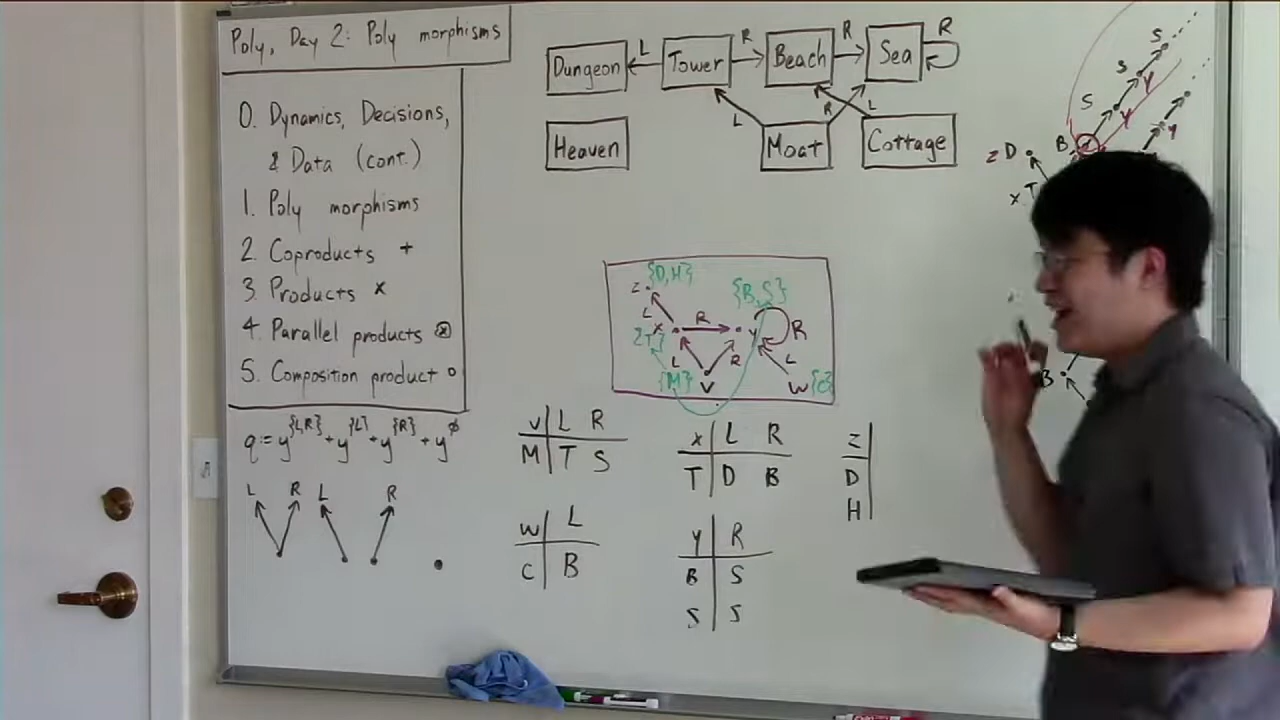 Poly, Day 2: Poly morphisms
0. Dynamics, Decisions,
& Data (cont.)
1. Poly morphisms
2. Coproducts +
3. Products ×
4. Parallel products ⊗
5. Composition product ∘
q := y^{L,R} + y^{L} + y^{R} + y^∅
L R L R
Dungeon L Tower R Beach R Sea R
Heaven L Moat R L Cottage
z {D,H} {B,S}
L x R y R
{T} L R L
{M} v w {C}
v | L R
M | T S
x | L R
T | D B
z
D
H
w | L
C | B
y | R
B | S
S | S
S
S y
S y
B y
z D
x T
B